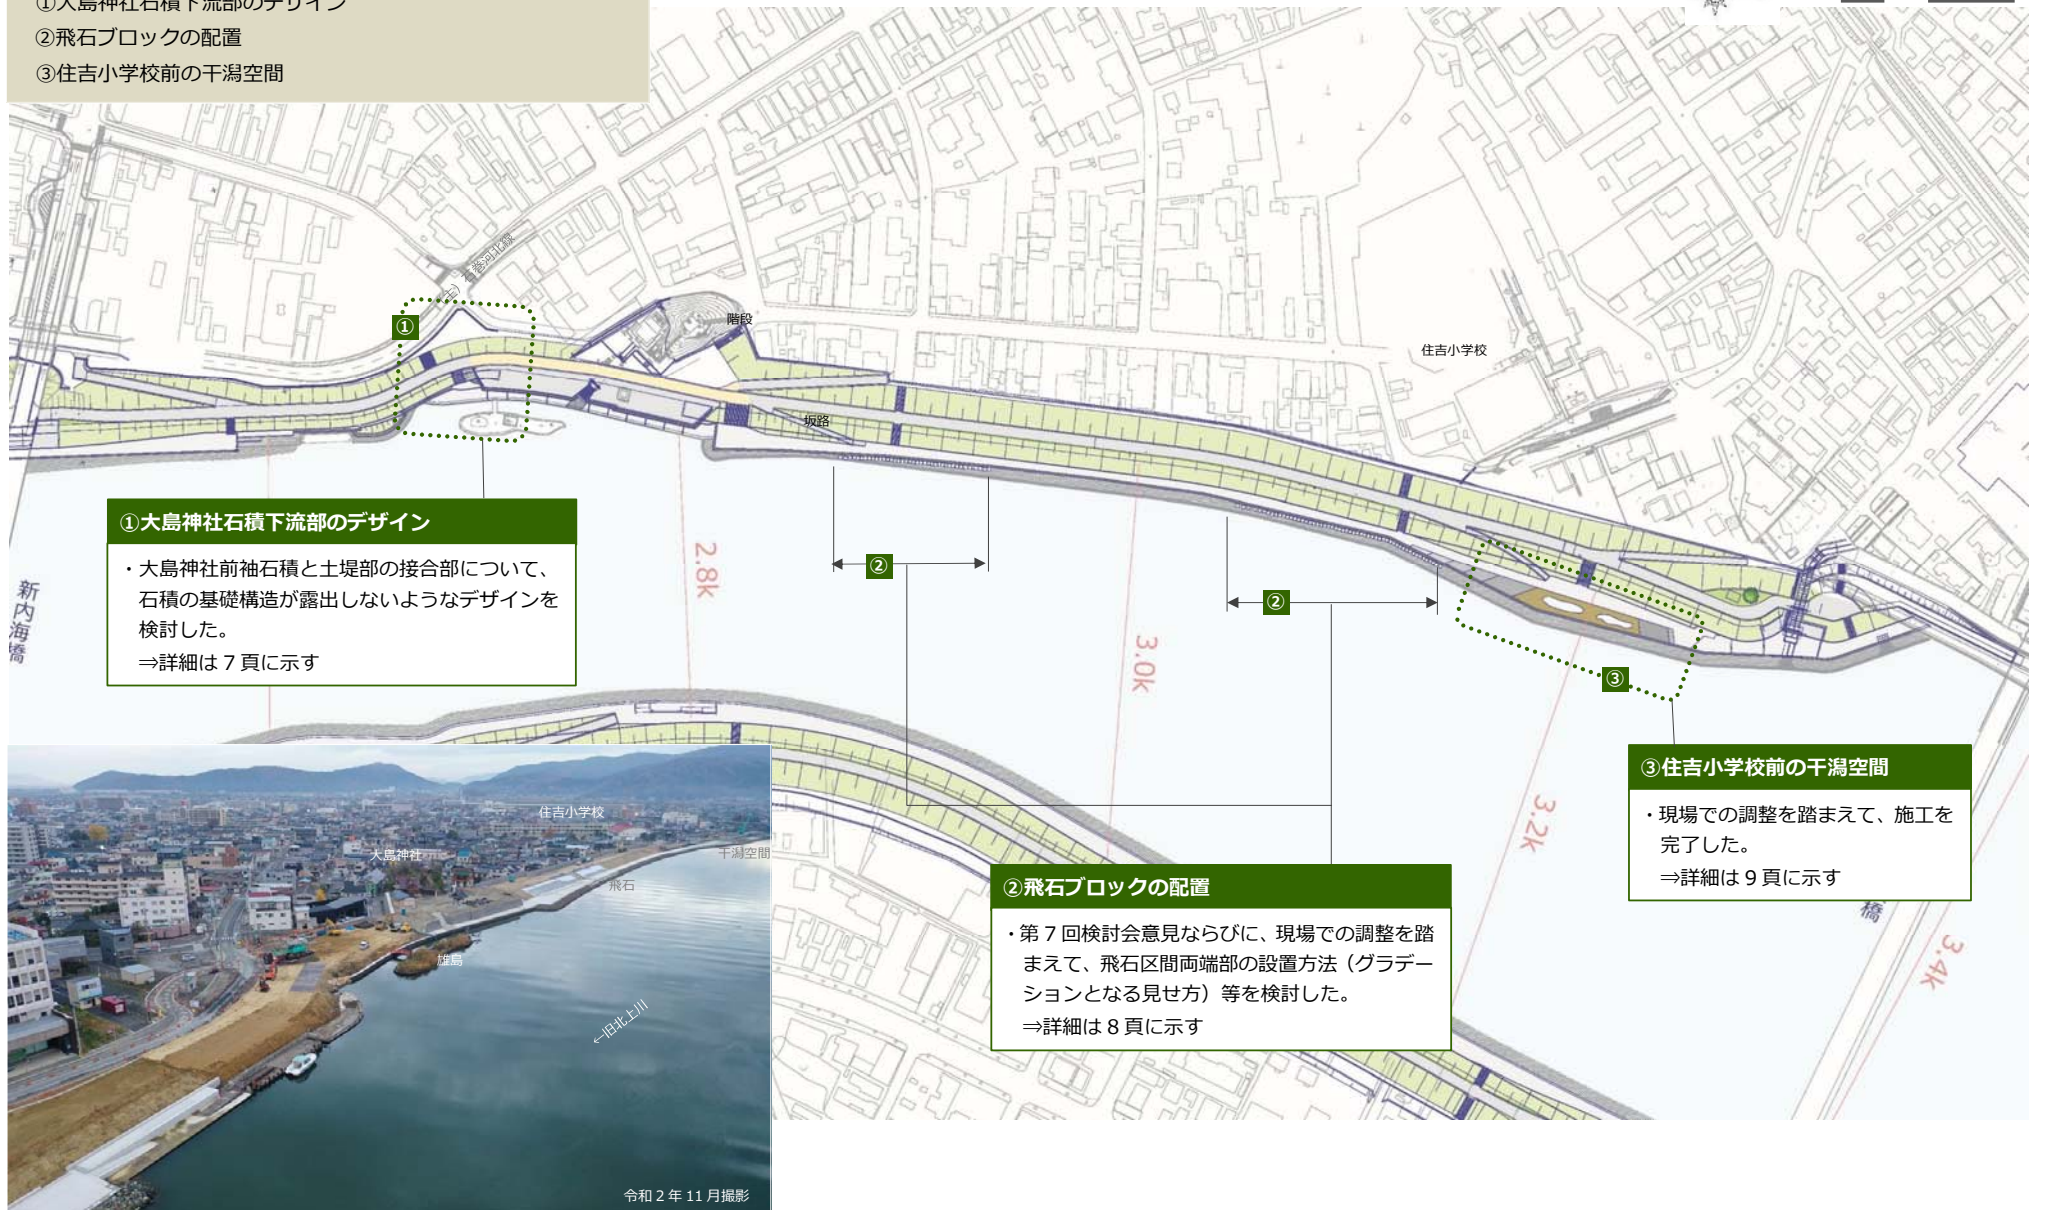 ①大島神社石積下流部のデザイン
②飛石ブロックの配置
③住吉小学校前の干潟空間
石巻河北線
①
階段
住吉小学校
坂路
①大島神社石積下流部のデザイン
・大島神社前袖石積と土堤部の接合部について、
石積の基礎構造が露出しないようなデザインを
検討した。
⇒詳細は7頁に示す
新内海橋
2.8k
②
3.0k
②
③
3.2k
3.4k
橋
③住吉小学校前の干潟空間
・現場での調整を踏まえて、施工を
完了した。
⇒詳細は9頁に示す
②飛石ブロックの配置
・第7回検討会意見ならびに、現場での調整を踏
まえて、飛石区間両端部の設置方法（グラデー
ションとなる見せ方）等を検討した。
⇒詳細は8頁に示す
住吉小学校
大島神社
干潟空間
飛石
雄島
←旧北上川
令和2年11月撮影